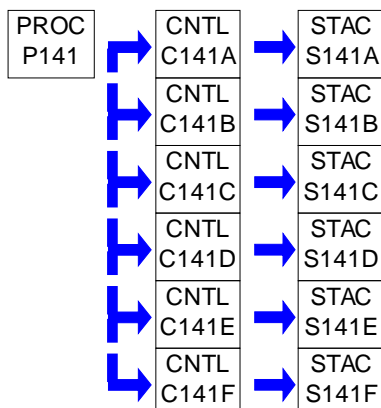 PROC
P141
CNTL
C141A
STAC
S141A
CNTL
C141B
STAC
S141B
CNTL
C141C
STAC
S141C
CNTL
C141D
STAC
S141D
CNTL
C141E
STAC
S141E
CNTL
C141F
STAC
S141F